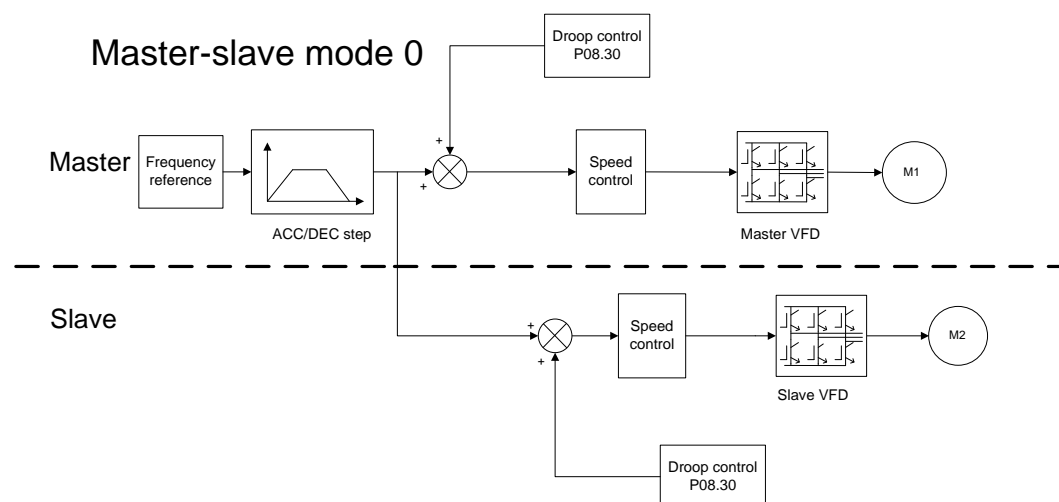 Master-slave mode 0
Droop control
P08.30
+
Master
Frequency
reference
+
Speed
control
M1
ACC/DEC step
Master VFD
Slave
+
Speed
control
M2
+
Slave VFD
Droop control
P08.30